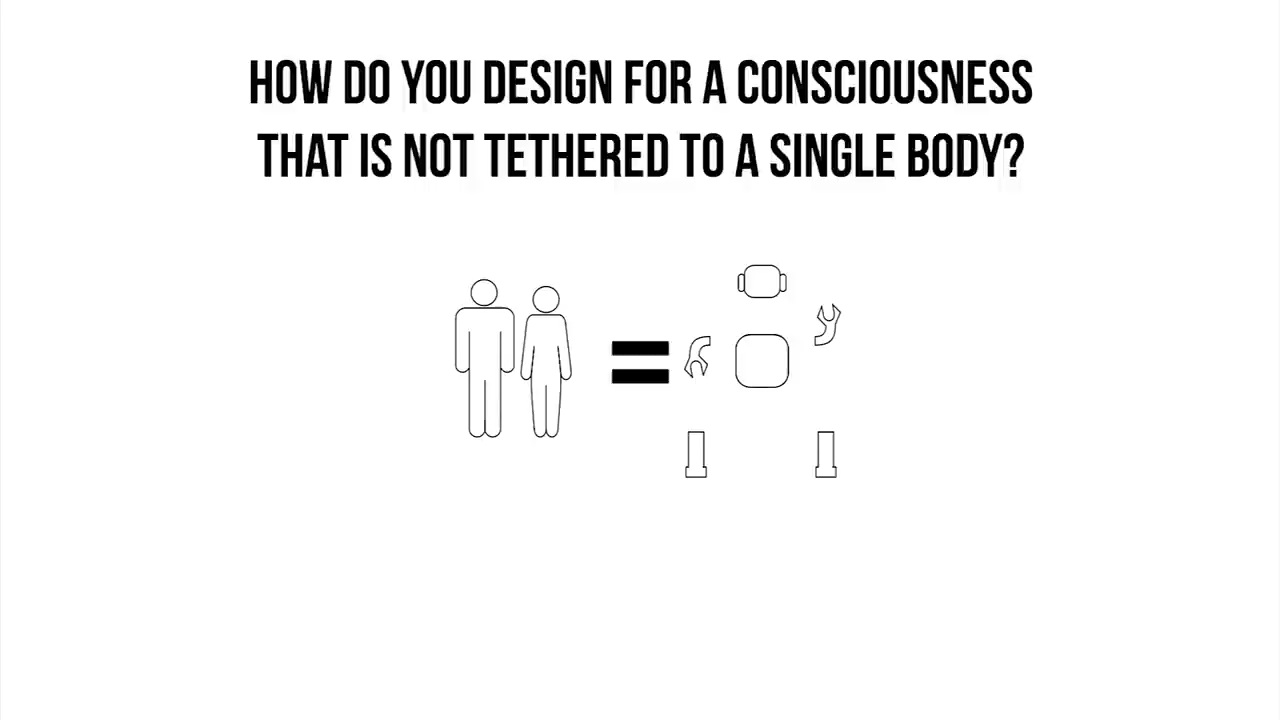 HOW DO YOU DESIGN FOR A CONSCIOUSNESS
THAT IS NOT TETHERED TO A SINGLE BODY?